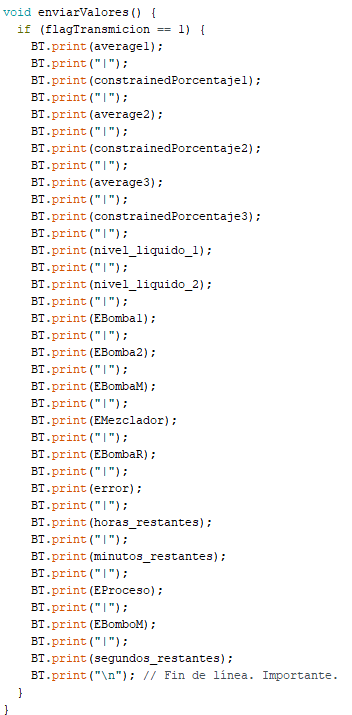 void enviarValores() {
if (flagTransmicion == 1) {
BT.print(average1);
BT.print("|");
BT.print(constrainedPorcentaje1);
BT.print("|");
BT.print(average2);
BT.print("|");
BT.print(constrainedPorcentaje2);
BT.print("|");
BT.print(average3);
BT.print("|");
BT.print(constrainedPorcentaje3);
BT.print("|");
BT.print(nivel_liquido_1);
BT.print("|");
BT.print(nivel_liquido_2);
BT.print("|");
BT.print(EBomba1);
BT.print("|");
BT.print(EBomba2);
BT.print("|");
BT.print(EBombaM);
BT.print("|");
BT.print(EMezclador);
BT.print("|");
BT.print(EBombaR);
BT.print("|");
BT.print(error);
BT.print("|");
BT.print(horas_restantes);
BT.print("|");
BT.print(minutos_restantes);
BT.print("|");
BT.print(EProceso);
BT.print("|");
BT.print(EBomboM);
BT.print("|");
BT.print(segundos_restantes);
BT.print("\n"); // Fin de línea. Importante.
}
}